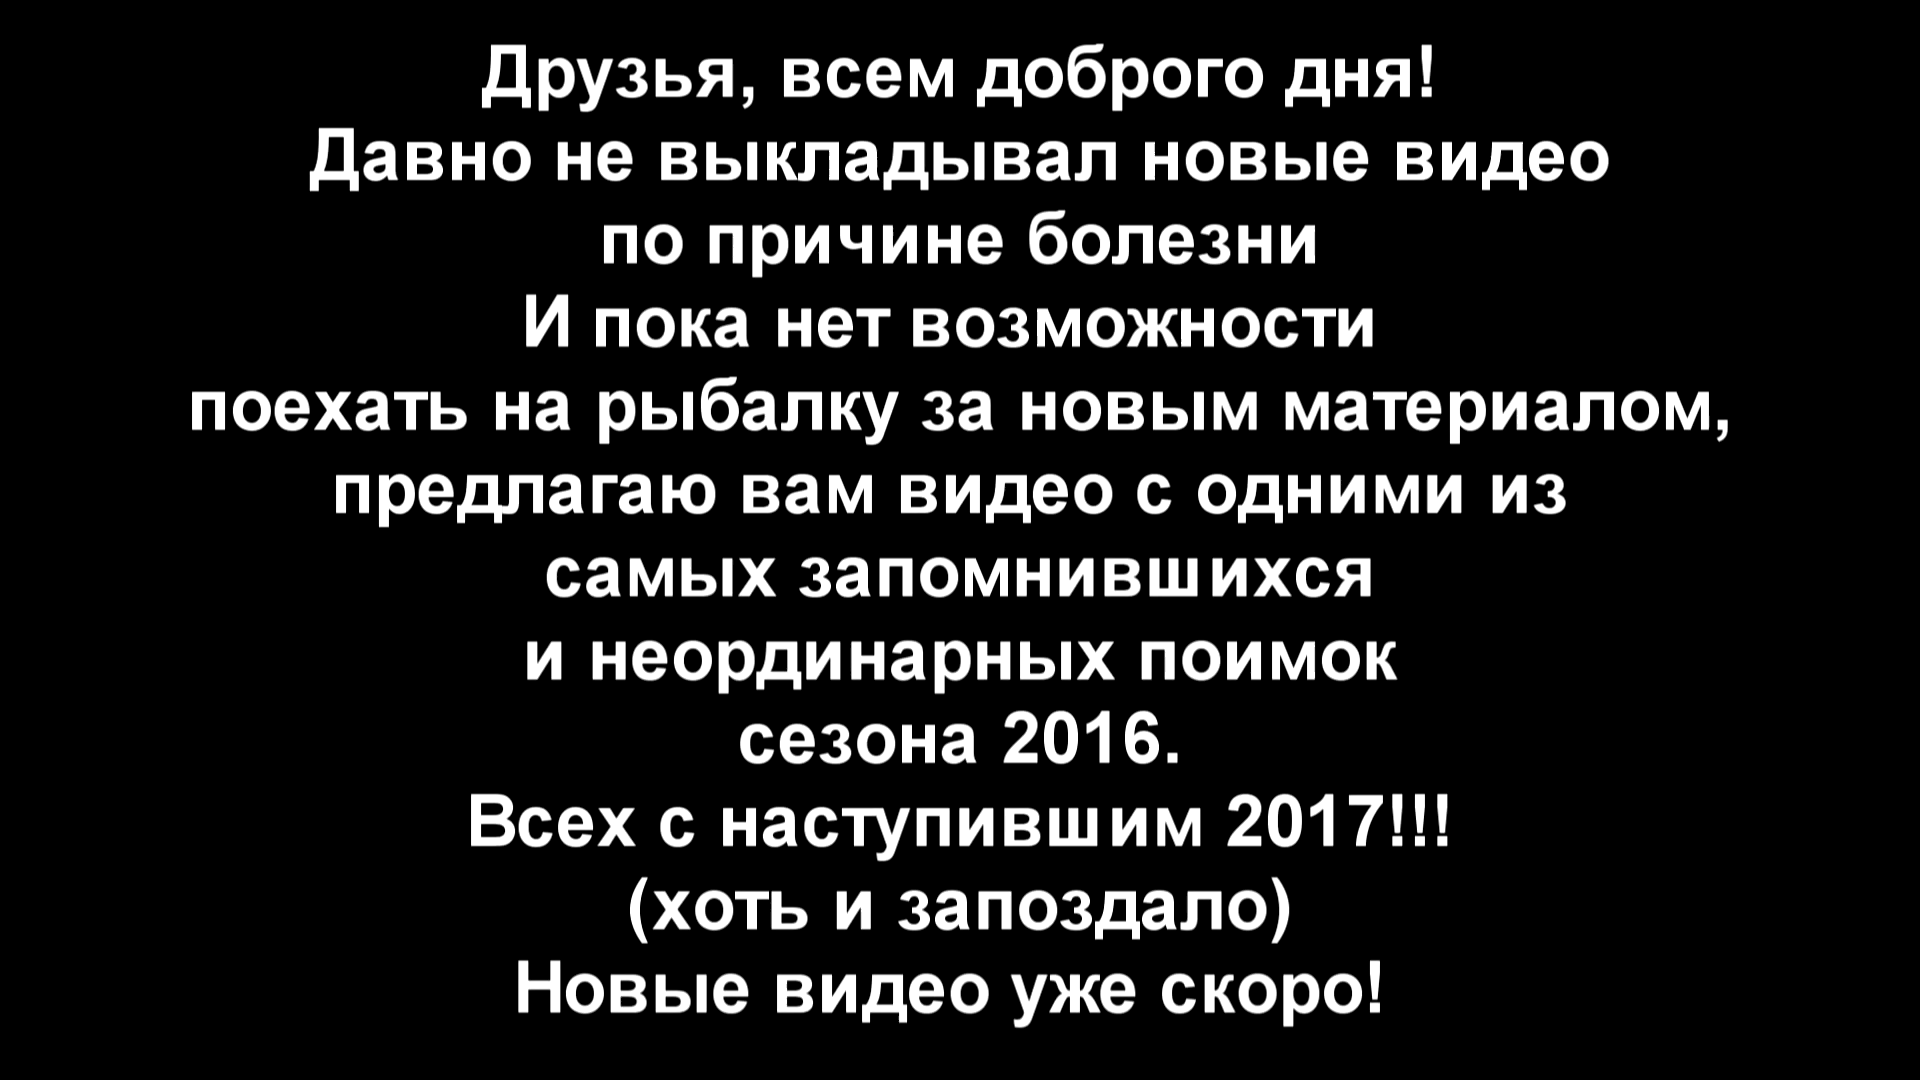 Друзья, всем доброго дня!
Давно не выкладывал новые видео
по причине болезни
И пока нет возможности
поехать на рыбалку за новым материалом,
предлагаю вам видео с одними из
самых запомнившихся
и неординарных поимок
сезона 2016.
Всех с наступившим 2017!!!
(хоть и запоздало)
Новые видео уже скоро!